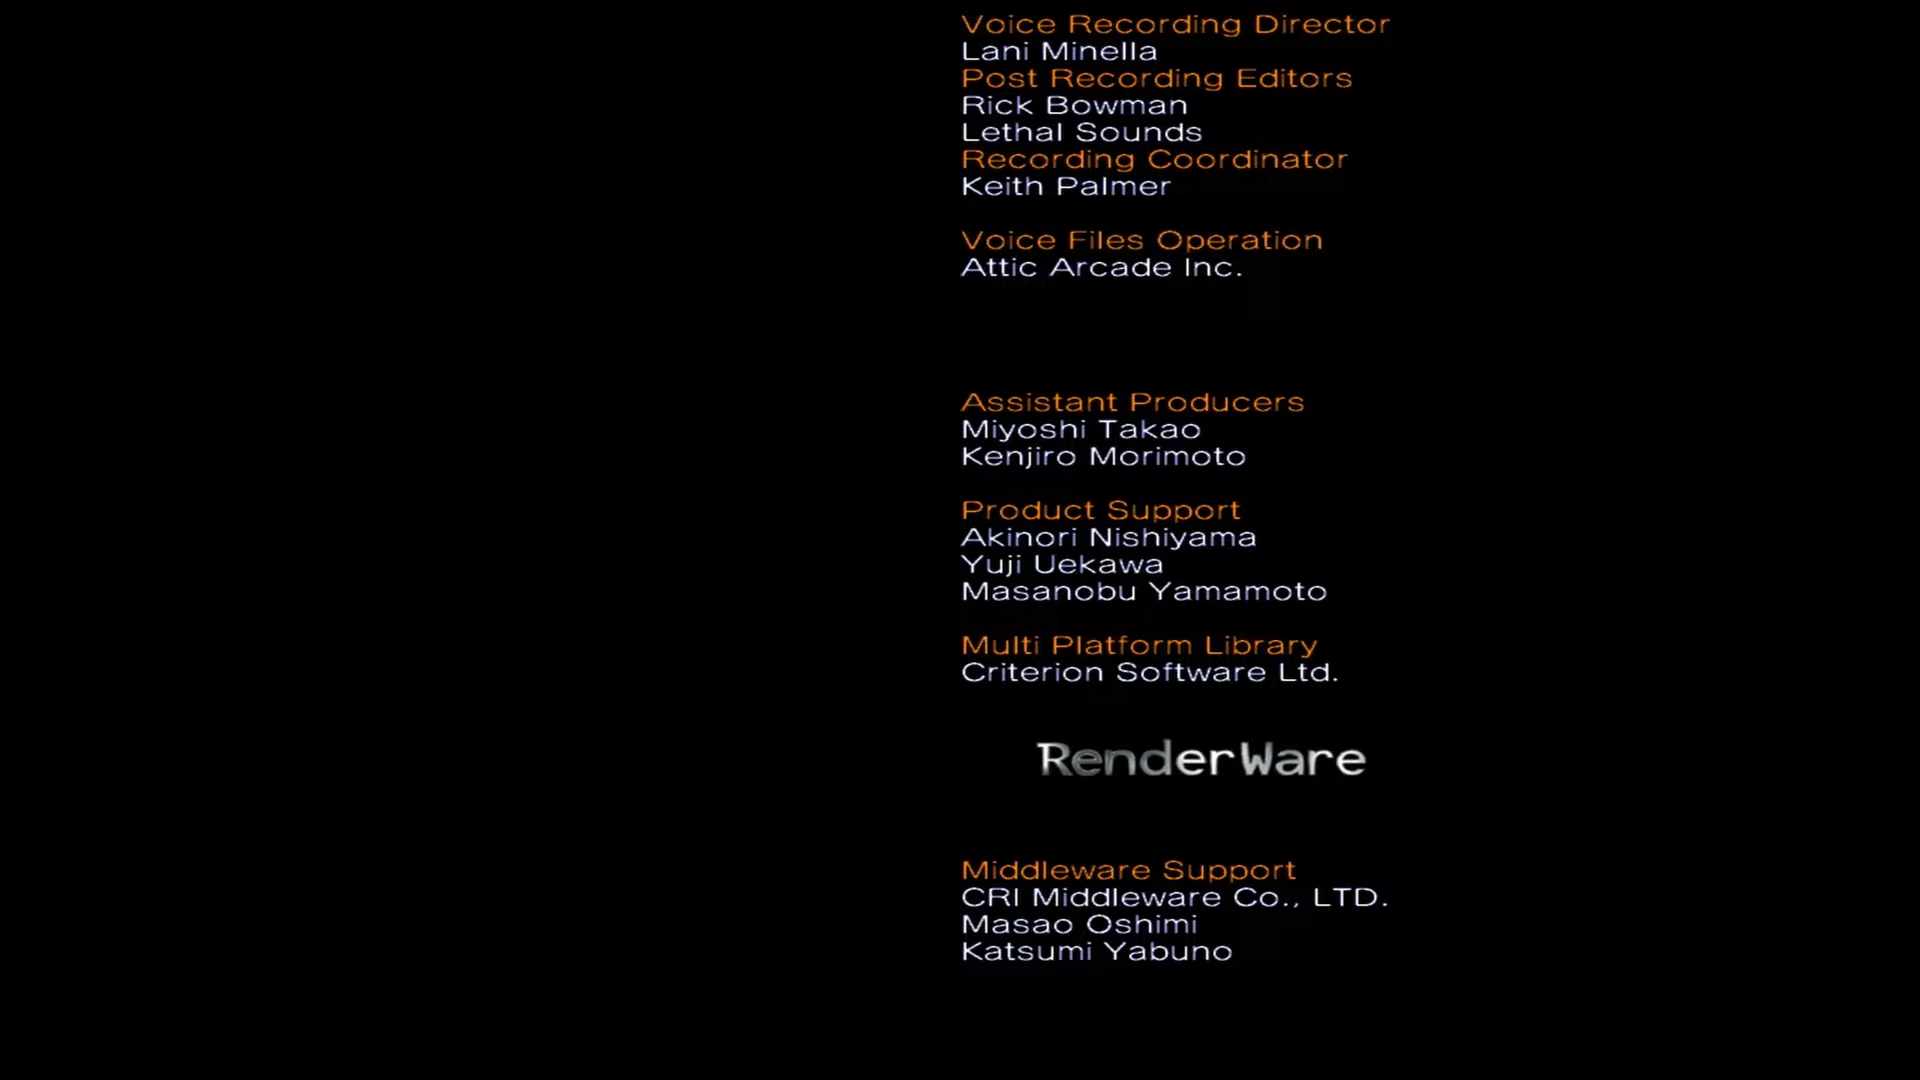 Voice Recording Director
Lani Minella
Post Recording Editors
Rick Bowman
Lethal Sounds
Recording Coordinator
Keith Palmer
Voice Files Operation
Attic Arcade Inc.
Assistant Producers
Miyoshi Takao
Kenjiro Morimoto
Product Support
Akinori Nishiyama
Yuji Uekawa
Masanobu Yamamoto
Multi Platform Library
Criterion Software Ltd.
RenderWare
Middleware Support
CRI Middleware Co., LTD.
Masao Oshimi
Katsumi Yabuno